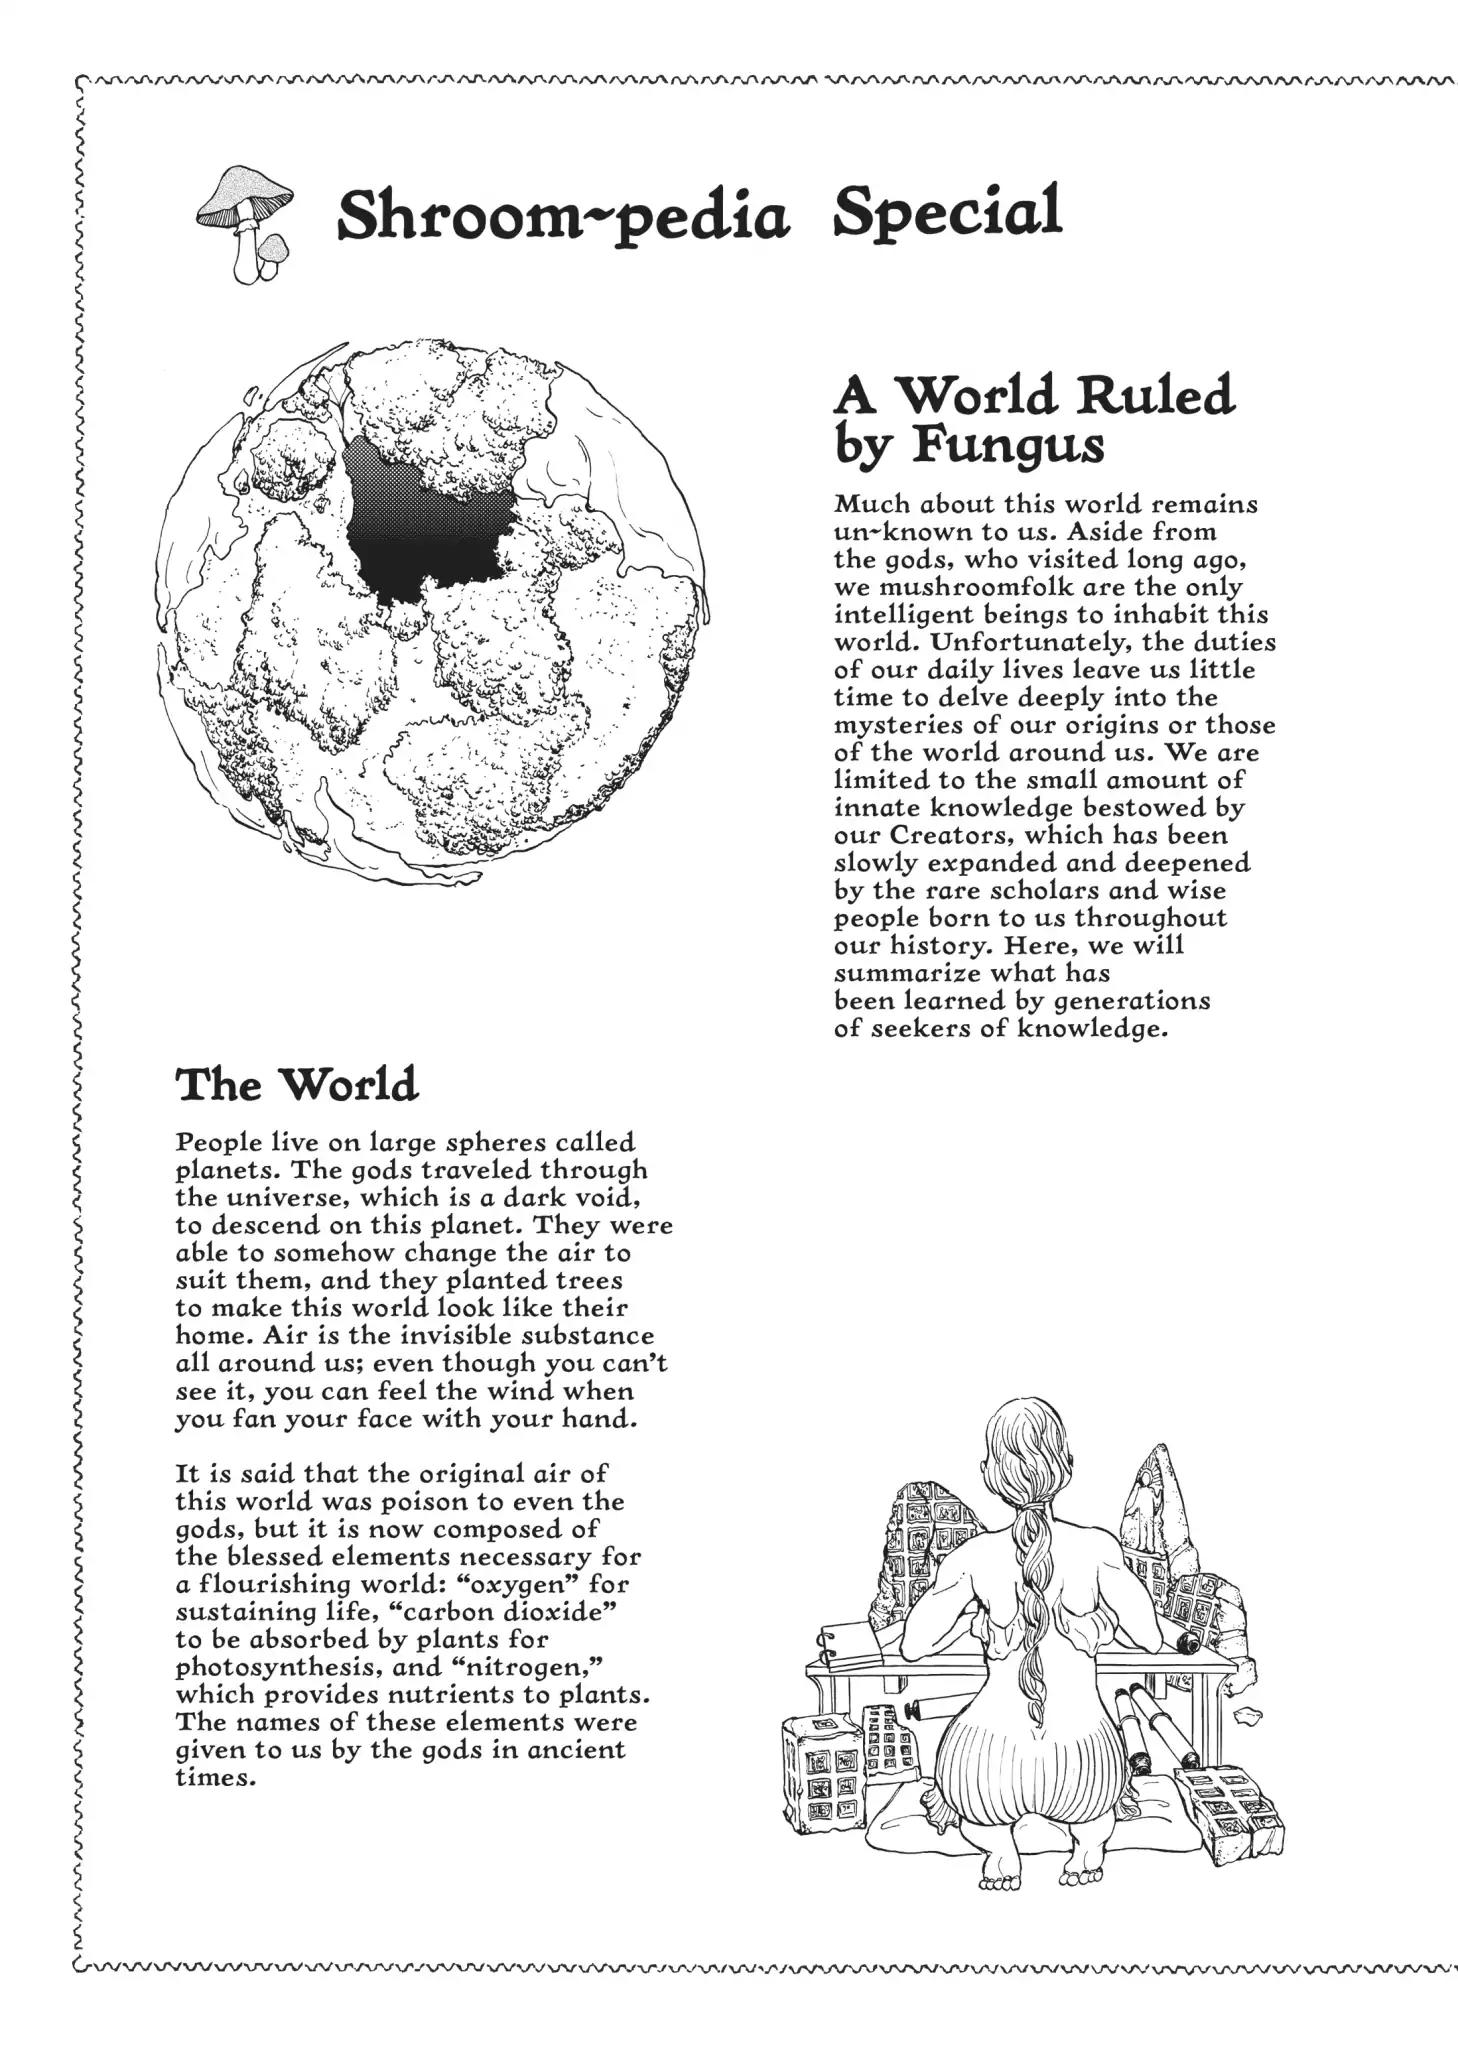 Shroom~pedia Special
A World Ruled
by Fungus
Much about this world remains
un~known to us. Aside from
the gods, who visited long ago,
we mushroomfolk are the only
intelligent beings to inhabit this
world. Unfortunately, the duties
of our daily lives leave us little
time to delve deeply into the
mysteries of our origins or those
of the world around us. We are
limited to the small amount of
innate knowledge bestowed by
our Creators, which has been
slowly expanded and deepened
by the rare scholars and wise
people born to us throughout
our history. Here, we will
summarize what has
been learned by generations
of seekers of knowledge.
The World
People live on large spheres called
planets. The gods traveled through
the universe, which is a dark void,
to descend on this planet. They were
able to somehow change the air to
suit them, and they planted trees
to make this world look like their
home. Air is the invisible substance
all around us; even though you can’t
see it, you can feel the wind when
you fan your face with your hand.
It is said that the original air of
this world was poison to even the
gods, but it is now composed of
the blessed elements necessary for
a flourishing world: “oxygen” for
sustaining life, “carbon dioxide”
to be absorbed by plants for
photosynthesis, and “nitrogen,”
which provides nutrients to plants.
The names of these elements were
given to us by the gods in ancient
times.